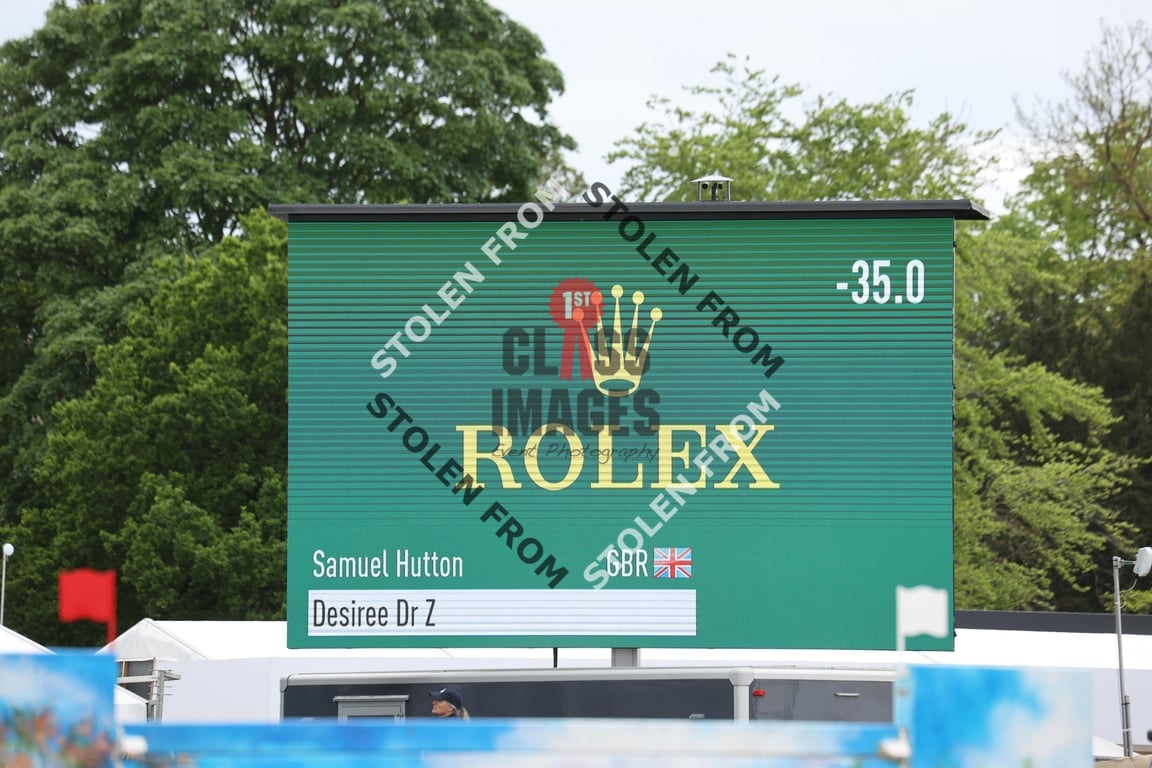 STOLEN FROM
STOLEN FROM
-35.0
1ST
CLASS
IMAGES
Event Photography
ROLEX
STOLEN FROM
STOLEN FROM
Samuel Hutton GBR
Desiree Dr Z